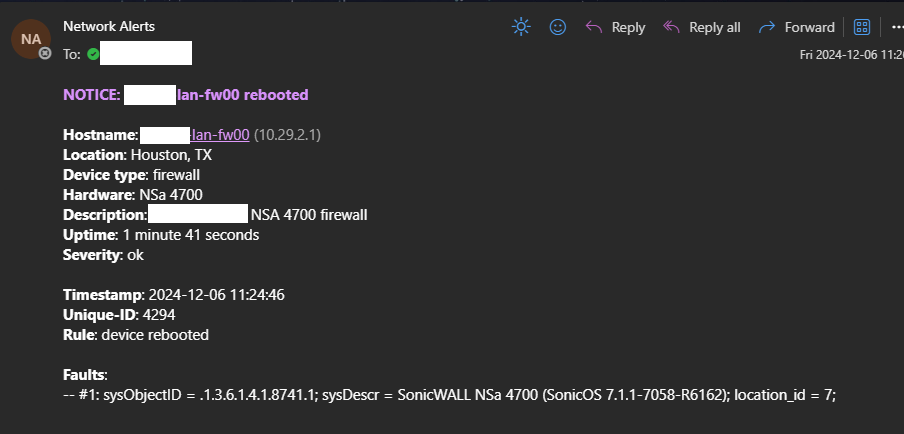 Network Alerts
NA
To:
Reply
Reply all
Forward
Fri 2024-12-06
NOTICE: lan-fw00 rebooted
Hostname: -lan-fw00 (10.29.2.1)
Location: Houston, TX
Device type: firewall
Hardware: NSa 4700
Description: NSA 4700 firewall
Uptime: 1 minute 41 seconds
Severity: ok
Timestamp: 2024-12-06 11:24:46
Unique-ID: 4294
Rule: device rebooted
Faults:
-- #1: sysObjectID = .1.3.6.1.4.1.8741.1; sysDescr = SonicWALL NSa 4700 (SonicOS 7.1.1-7058-R6162); location_id = 7;